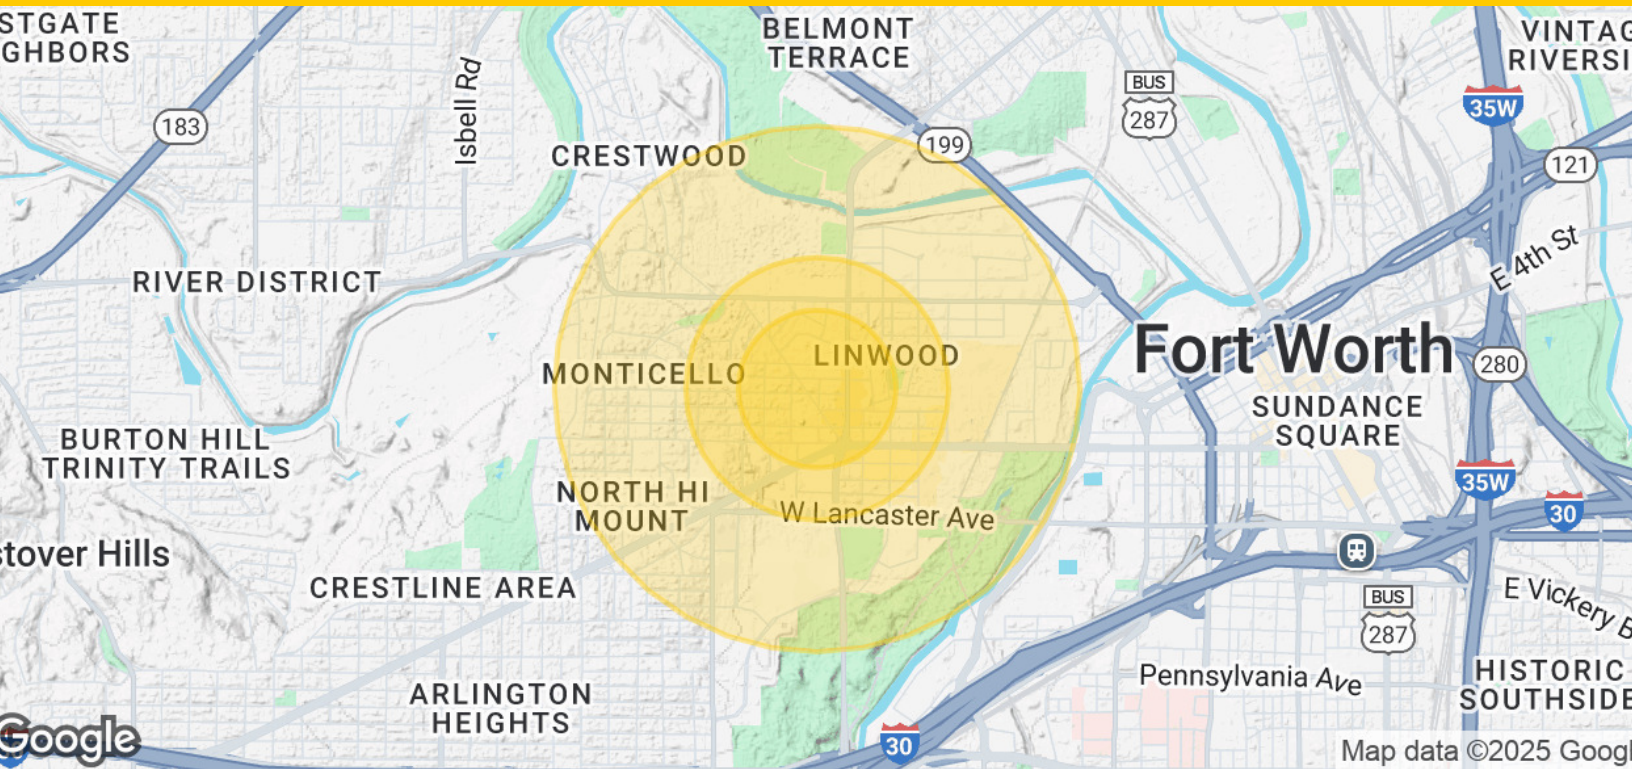 STGATE
GHBORS
BELMONT
TERRACE
VINTAG
RIVERSI
Isbell Rd
BUS
287
35W
183
199
121
CRESTWOOD
E 4th St
RIVER DISTRICT
Fort Worth
LINWOOD
280
MONTICELLO
SUNDANCE
SQUARE
BURTON HILL
TRINITY TRAILS
35W
NORTH HI
MOUNT
W Lancaster Ave
30
stover Hills
CRESTLINE AREA
E Vickery B
BUS
287
Pennsylvania Ave
HISTORIC
SOUTHSIDE
ARLINGTON
HEIGHTS
Google
30
Map data ©2025 Googl